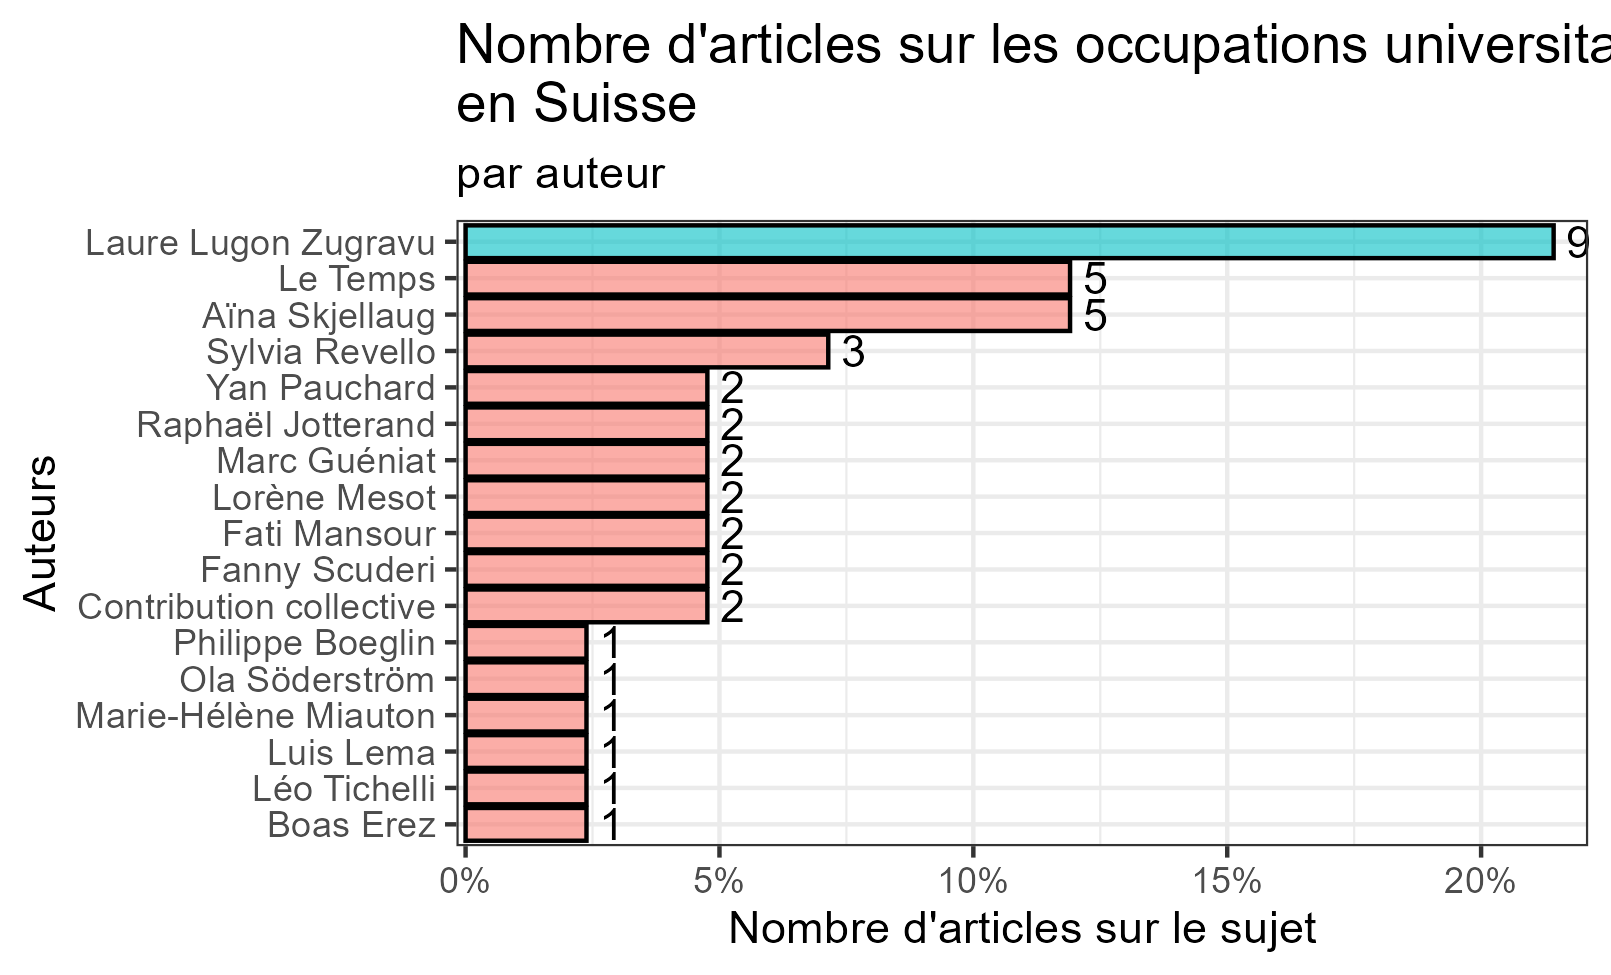 Nombre d'articles sur les occupations universita
en Suisse
par auteur
Laure Lugon Zugravu 9
Le Temps 5
Aïna Skjellaug 5
Sylvia Revello 3
Yan Pauchard 2
Raphaël Jotterand 2
Marc Guéniat 2
Lorène Mesot 2
Fati Mansour 2
Fanny Scuderi 2
Contribution collective 2
Philippe Boeglin 1
Ola Söderström 1
Marie-Hélène Miauton 1
Luis Lema 1
Léo Tichelli 1
Boas Erez 1
Auteurs
0% 5% 10% 15% 20%
Nombre d'articles sur le sujet